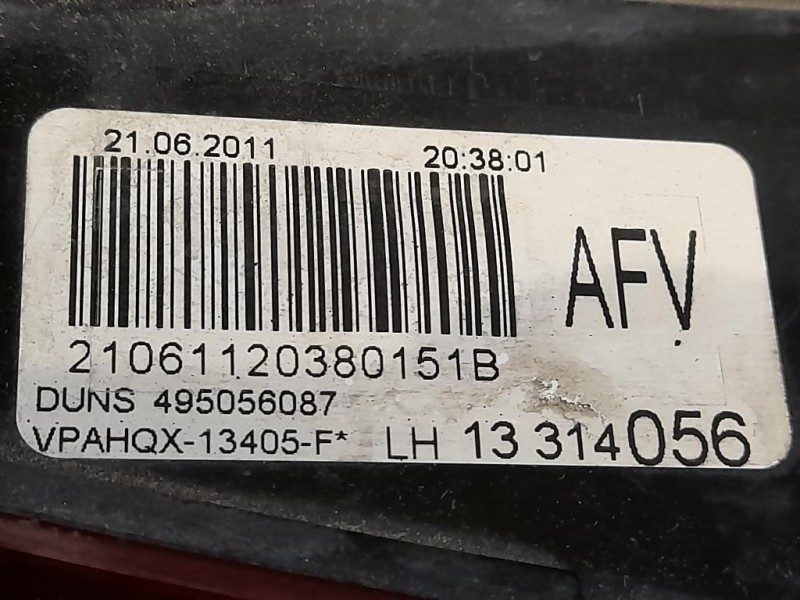 21.06.2011 20:38:01
AFV
21061120380151B
DUNS 495056087
VPAHQX-13405-F* LH 13 314056